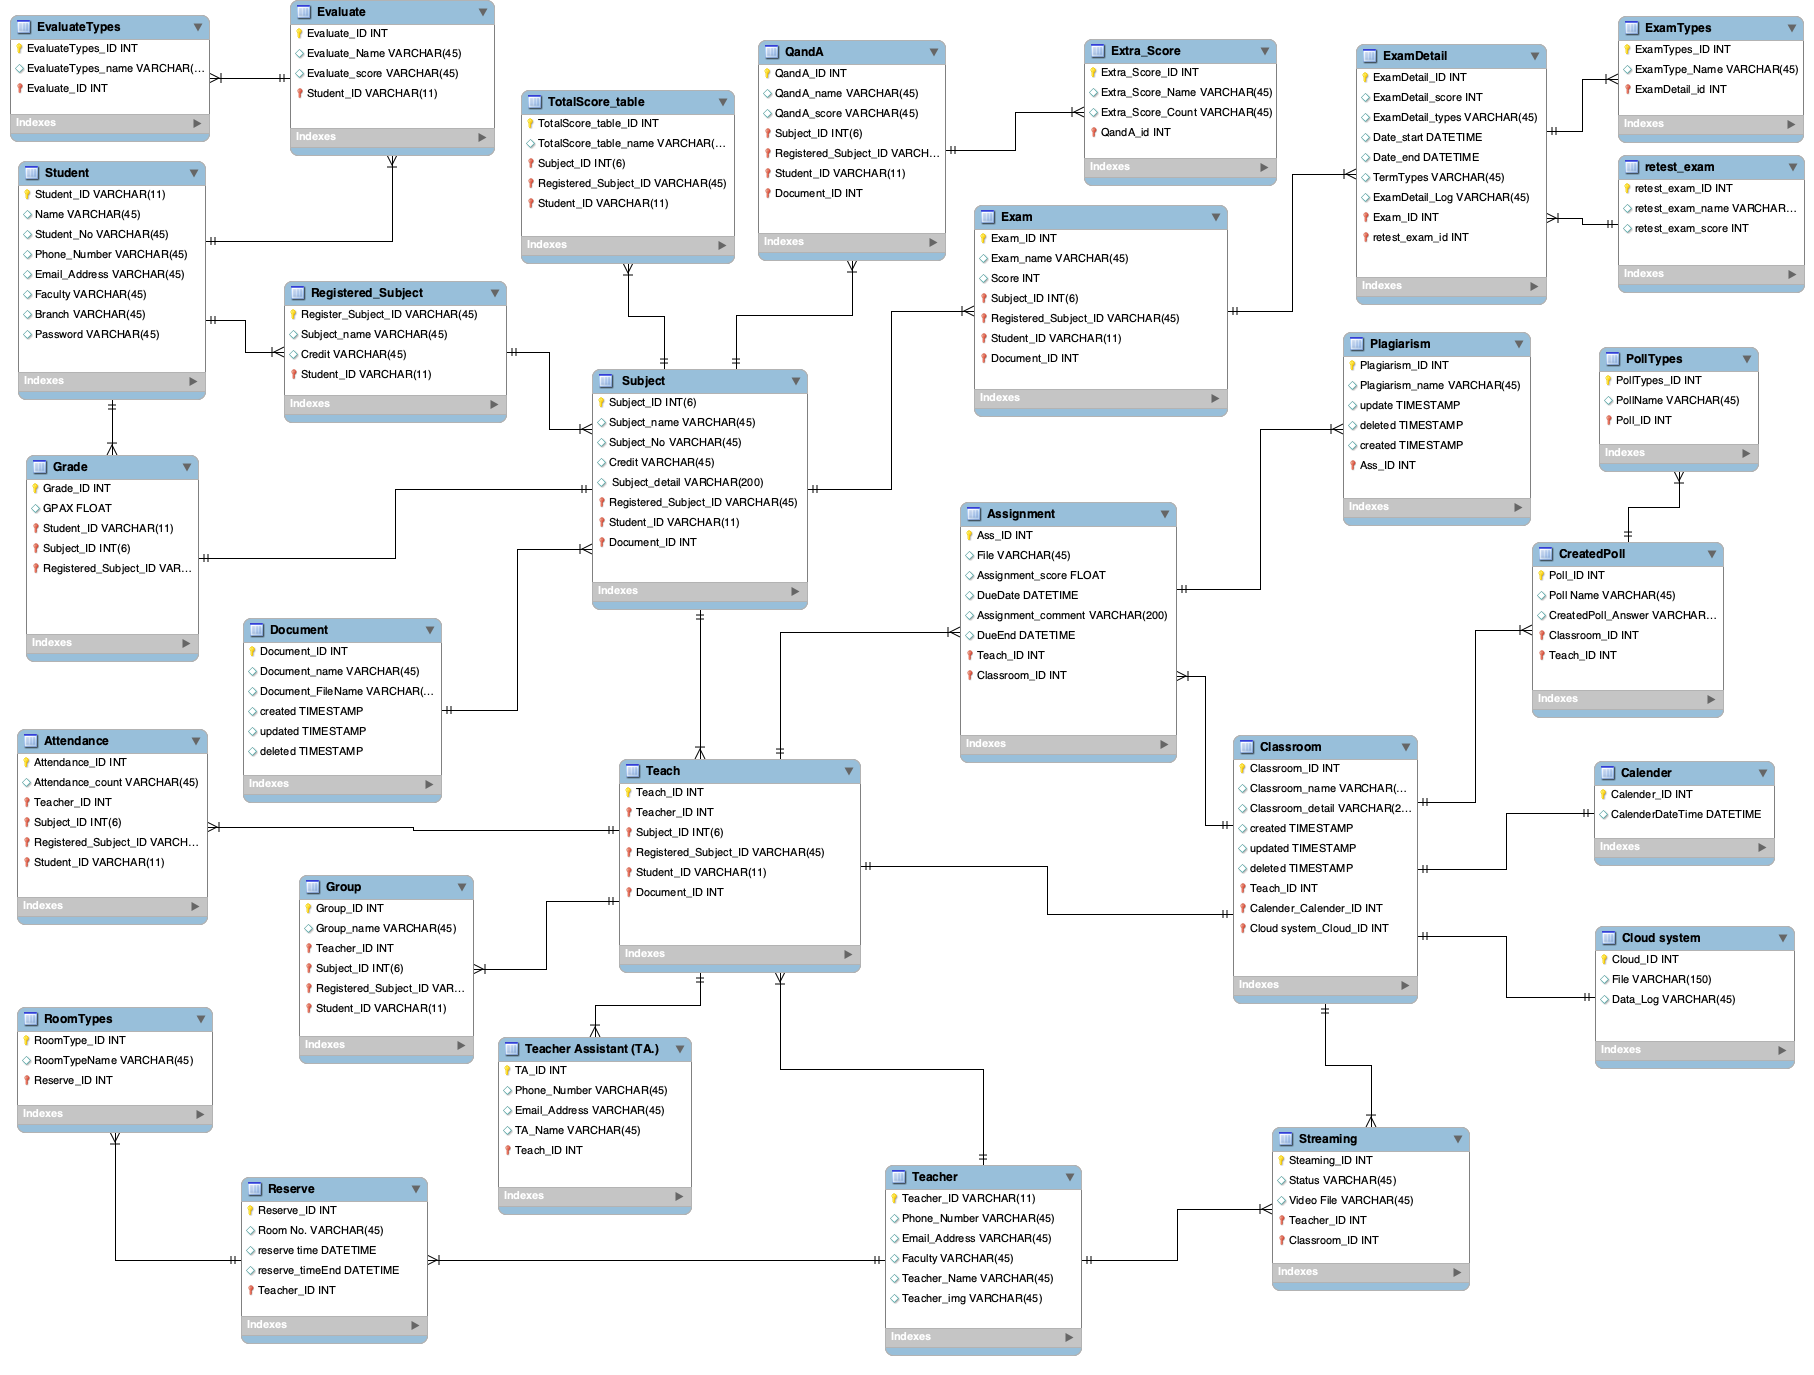 EvaluateTypes
EvaluateTypes_ID INT
EvaluateTypes_name VARCHAR(...
Evaluate_ID INT
Indexes
Evaluate
Evaluate_ID INT
Evaluate_Name VARCHAR(45)
Evaluate_score VARCHAR(45)
Student_ID VARCHAR(11)
Indexes
TotalScore_table
TotalScore_table_ID INT
TotalScore_table_name VARCHAR(...
Subject_ID INT(6)
Registered_Subject_ID VARCHAR(45)
Student_ID VARCHAR(11)
Indexes
QandA
QandA_ID INT
QandA_name VARCHAR(45)
QandA_score VARCHAR(45)
Subject_ID INT(6)
Registered_Subject_ID VARCH...
Student_ID VARCHAR(11)
Document_ID INT
Indexes
Extra_Score
Extra_Score_ID INT
Extra_Score_Name VARCHAR(45)
Extra_Score_Count VARCHAR(45)
QandA_id INT
Indexes
ExamDetail
ExamDetail_ID INT
ExamDetail_score INT
ExamDetail_types VARCHAR(45)
Date_start DATETIME
Date_end DATETIME
TermTypes VARCHAR(45)
ExamDetail_Log VARCHAR(45)
Exam_ID INT
retest_exam_id INT
Indexes
ExamTypes
ExamTypes_ID INT
ExamType_Name VARCHAR(45)
ExamDetail_id INT
Indexes
retest_exam
retest_exam_ID INT
retest_exam_name VARCHAR...
retest_exam_score INT
Indexes
Student
Student_ID VARCHAR(11)
Name VARCHAR(45)
Student_No VARCHAR(45)
Phone_Number VARCHAR(45)
Email_Address VARCHAR(45)
Faculty VARCHAR(45)
Branch VARCHAR(45)
Password VARCHAR(45)
Indexes
Registered_Subject
Register_Subject_ID VARCHAR(45)
Subject_name VARCHAR(45)
Credit VARCHAR(45)
Student_ID VARCHAR(11)
Indexes
Exam
Exam_ID INT
Exam_name VARCHAR(45)
Score INT
Subject_ID INT(6)
Registered_Subject_ID VARCHAR(45)
Student_ID VARCHAR(11)
Document_ID INT
Indexes
Subject
Subject_ID INT(6)
Subject_name VARCHAR(45)
Subject_No VARCHAR(45)
Credit VARCHAR(45)
Subject_detail VARCHAR(200)
Registered_Subject_ID VARCHAR(45)
Student_ID VARCHAR(11)
Document_ID INT
Indexes
Plagiarism
Plagiarism_ID INT
Plagiarism_name VARCHAR(45)
update TIMESTAMP
deleted TIMESTAMP
created TIMESTAMP
Ass_ID INT
Indexes
PollTypes
PollTypes_ID INT
PollName VARCHAR(45)
Poll_ID INT
Indexes
Grade
Grade_ID INT
GPAX FLOAT
Student_ID VARCHAR(11)
Subject_ID INT(6)
Registered_Subject_ID VAR...
Indexes
Assignment
Ass_ID INT
File VARCHAR(45)
Assignment_score FLOAT
DueDate DATETIME
Assignment_comment VARCHAR(200)
DueEnd DATETIME
Teach_ID INT
Classroom_ID INT
Indexes
CreatedPoll
Poll_ID INT
Poll Name VARCHAR(45)
CreatedPoll_Answer VARCHAR...
Classroom_ID INT
Teach_ID INT
Indexes
Document
Document_ID INT
Document_name VARCHAR(45)
Document_FileName VARCHAR(...
created TIMESTAMP
updated TIMESTAMP
deleted TIMESTAMP
Indexes
Attendance
Attendance_ID INT
Attendance_count VARCHAR(45)
Teacher_ID INT
Subject_ID INT(6)
Registered_Subject_ID VARCH...
Student_ID VARCHAR(11)
Indexes
Teach
Teach_ID INT
Teacher_ID INT
Subject_ID INT(6)
Registered_Subject_ID VARCHAR(45)
Student_ID VARCHAR(11)
Document_ID INT
Indexes
Classroom
Classroom_ID INT
Classroom_name VARCHAR(...
Classroom_detail VARCHAR(2...
created TIMESTAMP
updated TIMESTAMP
deleted TIMESTAMP
Teach_ID INT
Calender_Calender_ID INT
Cloud system_Cloud_ID INT
Indexes
Calender
Calender_ID INT
CalenderDateTime DATETIME
Indexes
Group
Group_ID INT
Group_name VARCHAR(45)
Teacher_ID INT
Subject_ID INT(6)
Registered_Subject_ID VAR...
Student_ID VARCHAR(11)
Indexes
Cloud system
Cloud_ID INT
File VARCHAR(150)
Data_Log VARCHAR(45)
Indexes
RoomTypes
RoomType_ID INT
RoomTypeName VARCHAR(45)
Reserve_ID INT
Indexes
Teacher Assistant (TA.)
TA_ID INT
Phone_Number VARCHAR(45)
Email_Address VARCHAR(45)
TA_Name VARCHAR(45)
Teach_ID INT
Indexes
Streaming
Steaming_ID INT
Status VARCHAR(45)
Video File VARCHAR(45)
Teacher_ID INT
Classroom_ID INT
Indexes
Reserve
Reserve_ID INT
Room No. VARCHAR(45)
reserve time DATETIME
reserve_timeEnd DATETIME
Teacher_ID INT
Indexes
Teacher
Teacher_ID VARCHAR(11)
Phone_Number VARCHAR(45)
Email_Address VARCHAR(45)
Faculty VARCHAR(45)
Teacher_Name VARCHAR(45)
Teacher_img VARCHAR(45)
Indexes